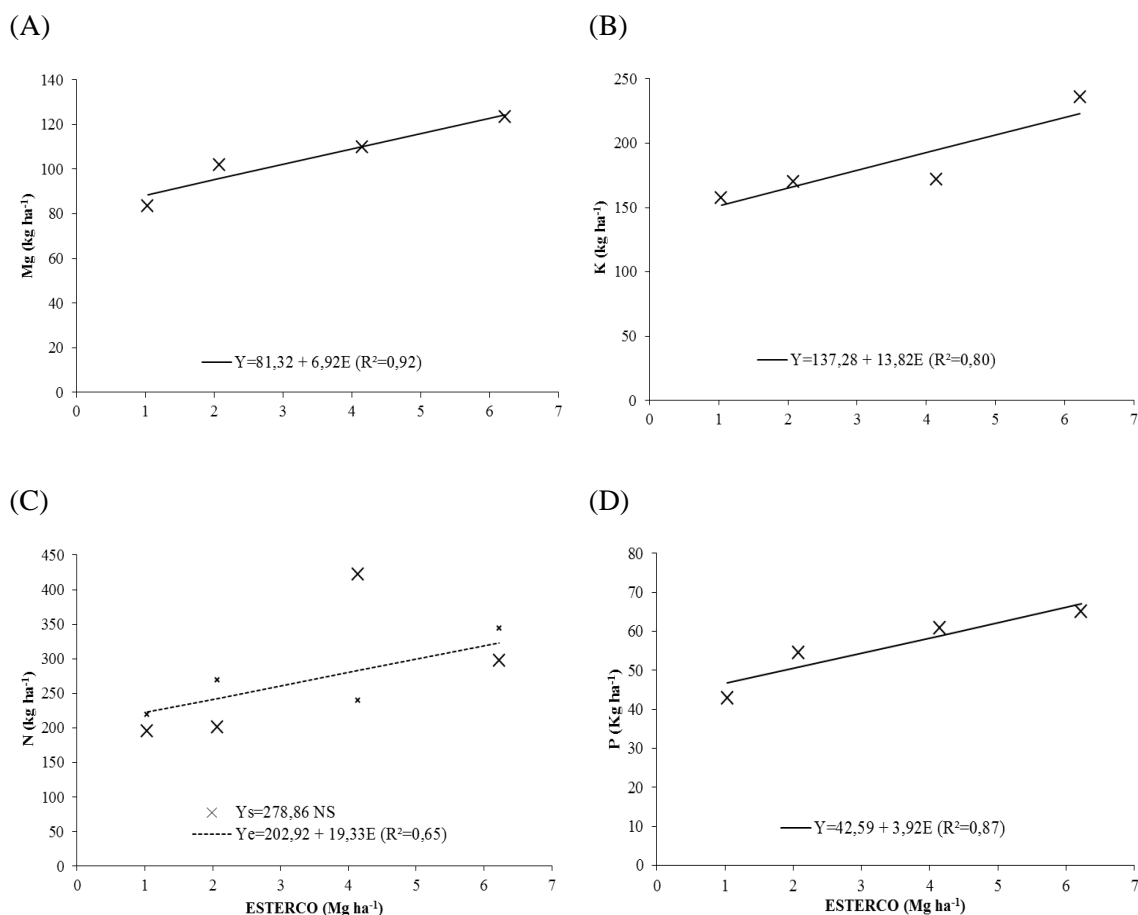 (A)
140
120
100
80
60
40
20
0
Mg (kg ha⁻¹)
Y=81,32 + 6,92E (R²=0,92)
0 1 2 3 4 5 6 7
(B)
250
200
150
100
50
0
K (kg ha⁻¹)
Y=137,28 + 13,82E (R²=0,80)
0 1 2 3 4 5 6 7
(C)
450
400
350
300
250
200
150
100
50
0
N (kg ha⁻¹)
Ys=278,86 NS
Ye=202,92 + 19,33E (R²=0,65)
0 1 2 3 4 5 6 7
ESTERCO (Mg ha⁻¹)
(D)
80
70
60
50
40
30
20
10
0
P (Kg ha⁻¹)
Y=42,59 + 3,92E (R²=0,87)
0 1 2 3 4 5 6 7
ESTERCO (Mg ha⁻¹)